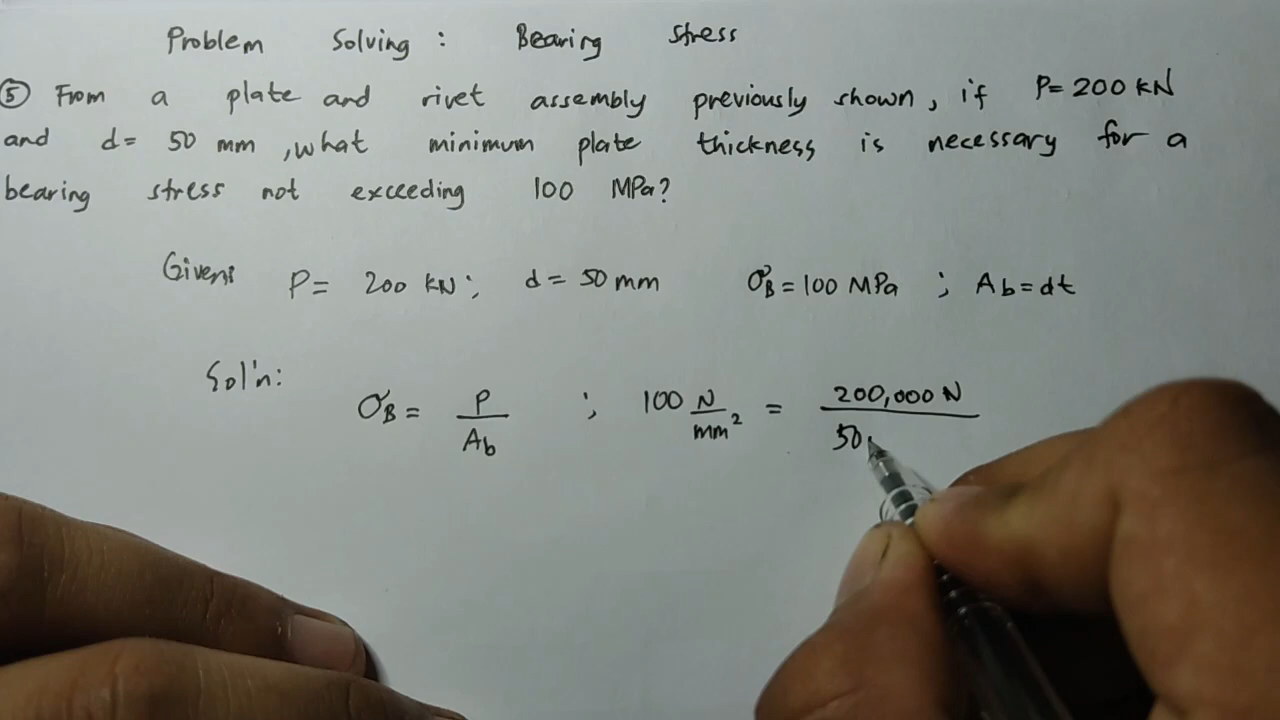 Problem Solving : Bearing Stress
⑤ From a plate and rivet assembly previously shown, if P= 200 kN
and d= 50 mm, what minimum plate thickness is necessary for a
bearing stress not exceeding 100 MPa?
Given: P= 200 kN; d= 50mm σB=100 MPa ; Ab=dt
Sol'n:
σB= P/Ab ; 100 N/mm² = 200,000 N/50